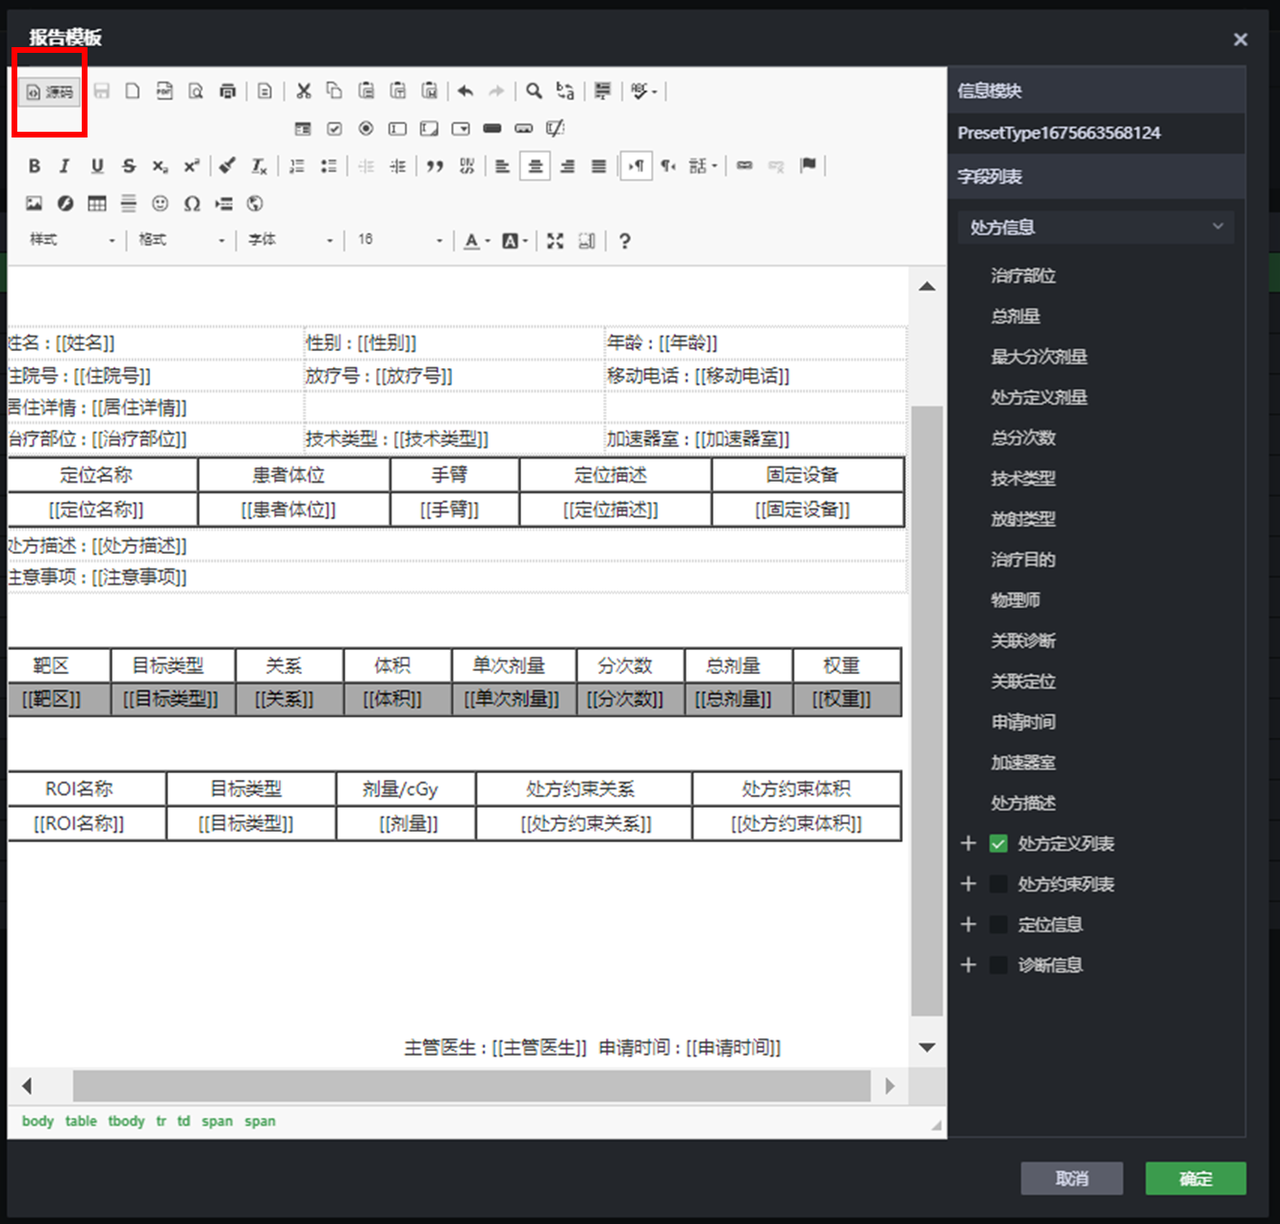 报告模板
源码
样式 格式 字体 16
姓名：[[姓名]] 性别：[[性别]] 年龄：[[年龄]]
住院号：[[住院号]] 放疗号：[[放疗号]] 移动电话：[[移动电话]]
居住详情：[[居住详情]]
治疗部位：[[治疗部位]] 技术类型：[[技术类型]] 加速器室：[[加速器室]]
定位名称 患者体位 手臂 定位描述 固定设备
[[定位名称]] [[患者体位]] [[手臂]] [[定位描述]] [[固定设备]]
处方描述：[[处方描述]]
注意事项：[[注意事项]]
靶区 目标类型 关系 体积 单次剂量 分次数 总剂量 权重
[[靶区]] [[目标类型]] [[关系]] [[体积]] [[单次剂量]] [[分次数]] [[总剂量]] [[权重]]
ROI名称 目标类型 剂量/cGy 处方约束关系 处方约束体积
[[ROI名称]] [[目标类型]] [[剂量]] [[处方约束关系]] [[处方约束体积]]
主管医生：[[主管医生]] 申请时间：[[申请时间]]
body table tbody tr td span span
信息模块
PresetType1675663568124
字段列表
处方信息
治疗部位
总剂量
最大分次剂量
处方定义剂量
总分次数
技术类型
放射类型
治疗目的
物理师
关联诊断
关联定位
申请时间
加速器室
处方描述
处方定义列表
处方约束列表
定位信息
诊断信息
取消 确定